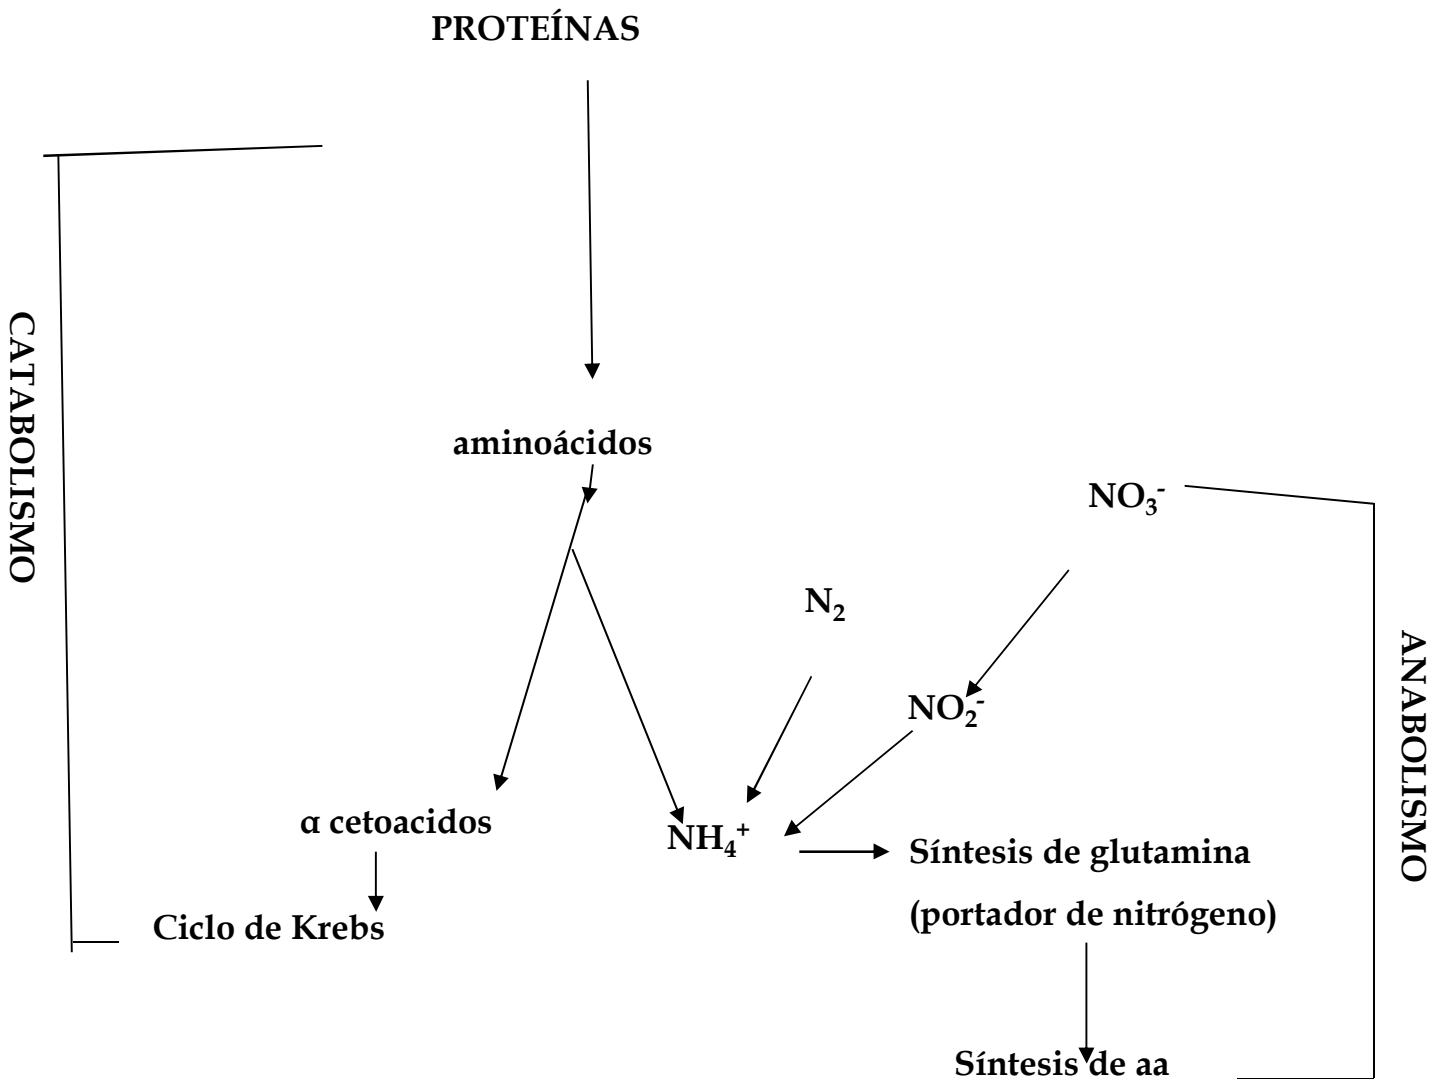 PROTEÍNAS
CATABOLISMO
aminoácidos
NO₃⁻
N₂
NO₂⁻
ANABOLISMO
α cetoacidos
NH₄⁺
Síntesis de glutamina
(portador de nitrógeno)
Ciclo de Krebs
Síntesis de aa